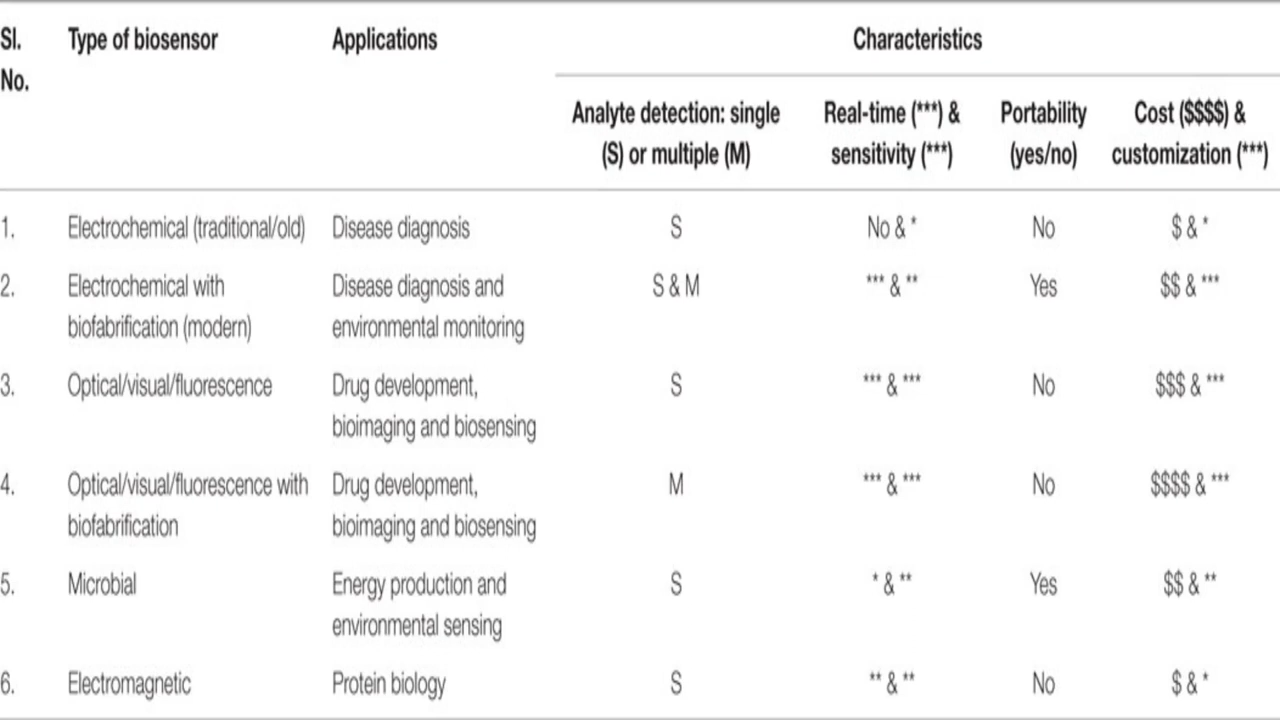 Sl. No. Type of biosensor Applications Characteristics
Analyte detection: single (S) or multiple (M) Real-time (***) & sensitivity (***) Portability (yes/no) Cost ($$$$) & customization (***)
1. Electrochemical (traditional/old) Disease diagnosis S No & * No $ & *
2. Electrochemical with biofabrification (modern) Disease diagnosis and environmental monitoring S & M *** & ** Yes $$ & ***
3. Optical/visual/fluorescence Drug development, bioimaging and biosensing S *** & *** No $$$ & ***
4. Optical/visual/fluorescence with biofabrification Drug development, bioimaging and biosensing M *** & *** No $$$$ & ***
5. Microbial Energy production and environmental sensing S * & ** Yes $$ & **
6. Electromagnetic Protein biology S ** & ** No $ & *